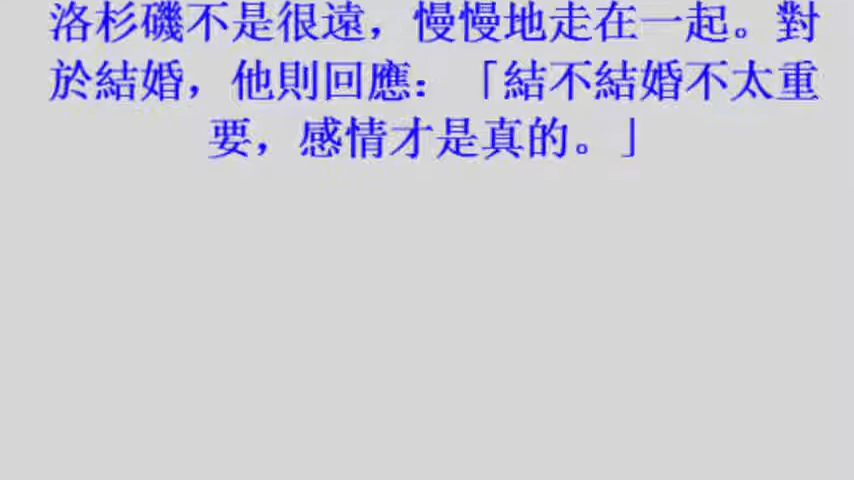 洛杉磯不是很遠，慢慢地走在一起。對
於結婚，他則回應：「結不結婚不太重
要，感情才是真的。」